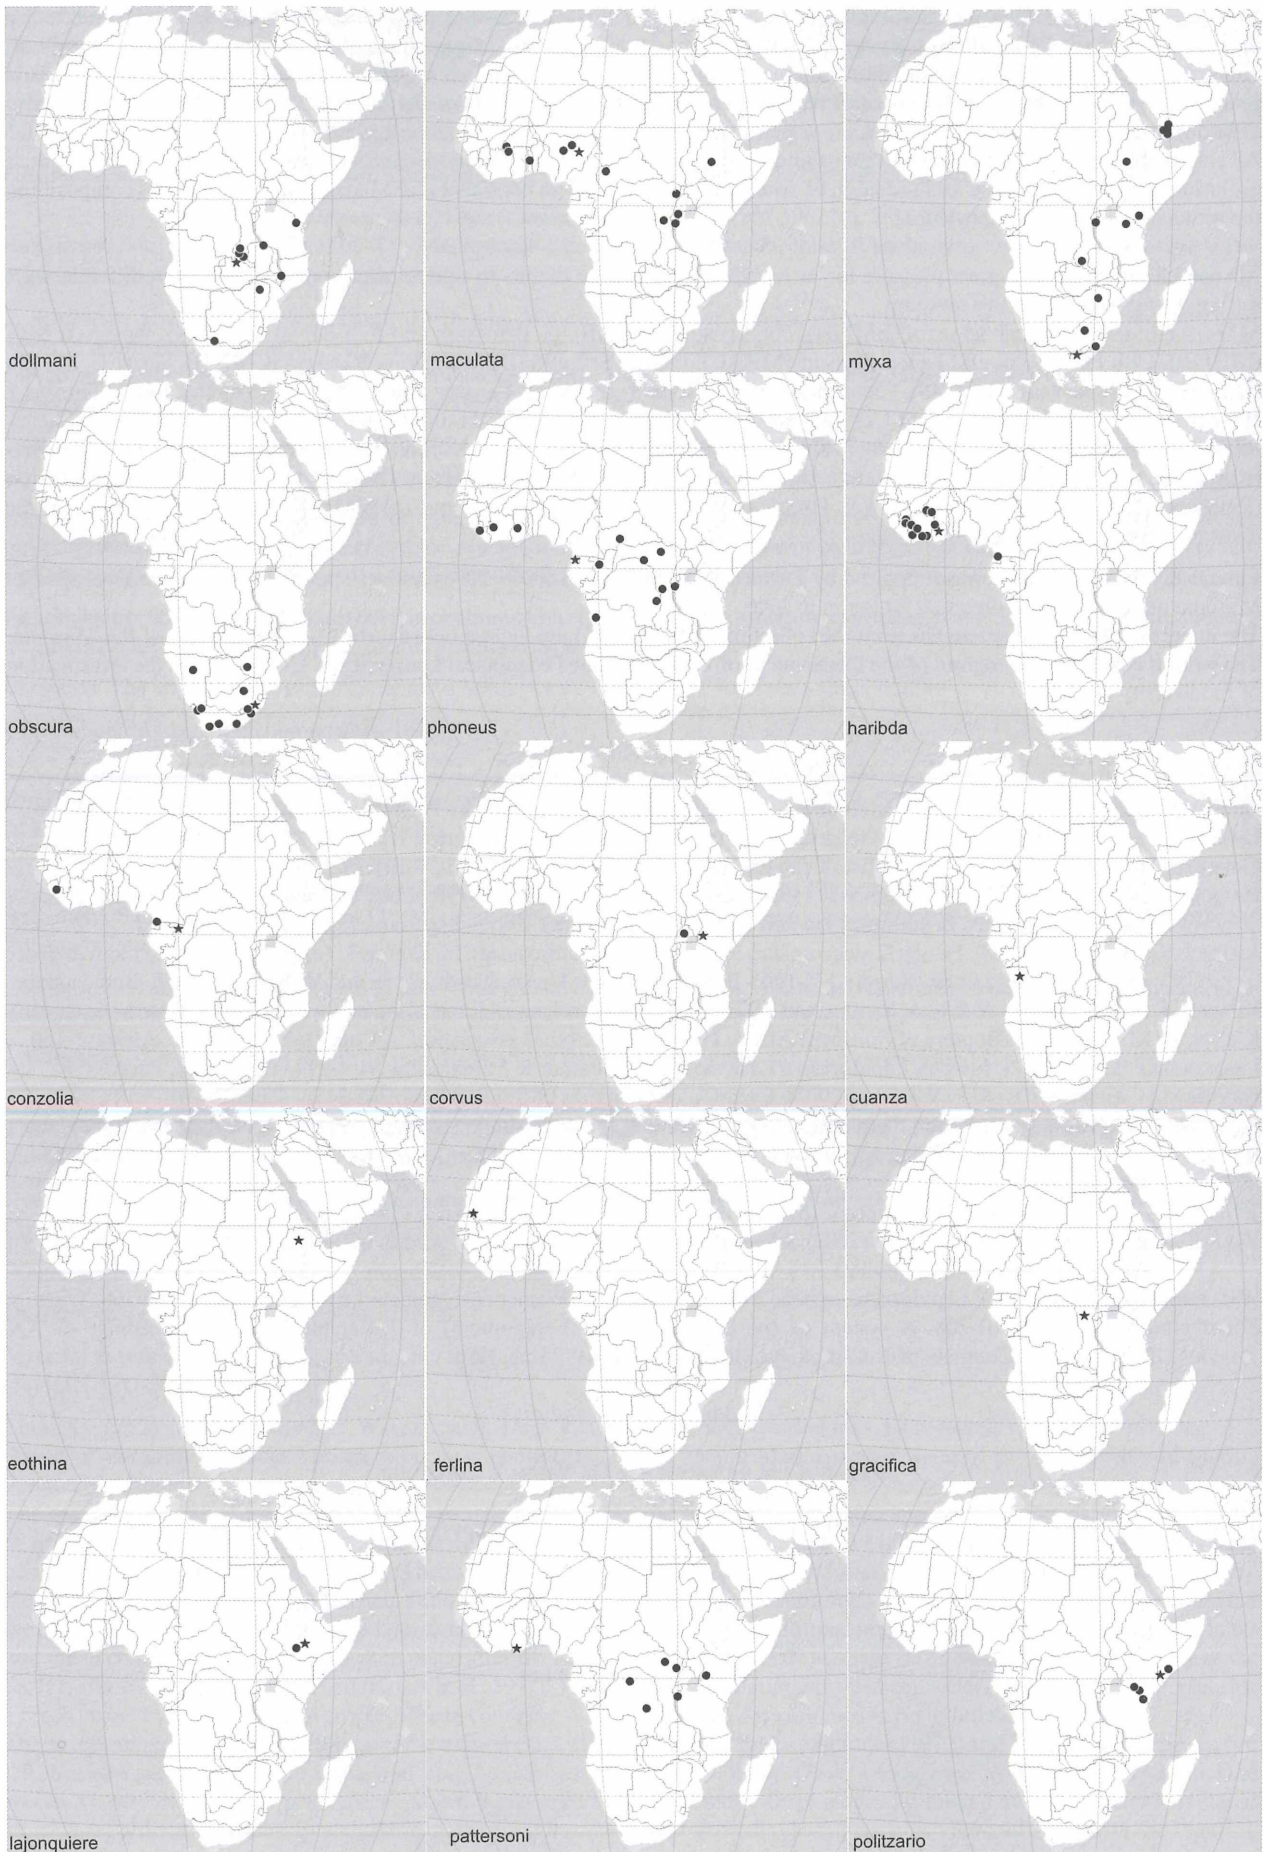 dollmani
maculata
myxa
obscura
phoneus
haribda
conzolia
corvus
cuanza
eothina
ferlina
gracifica
lajonquiere
pattersoni
politzario